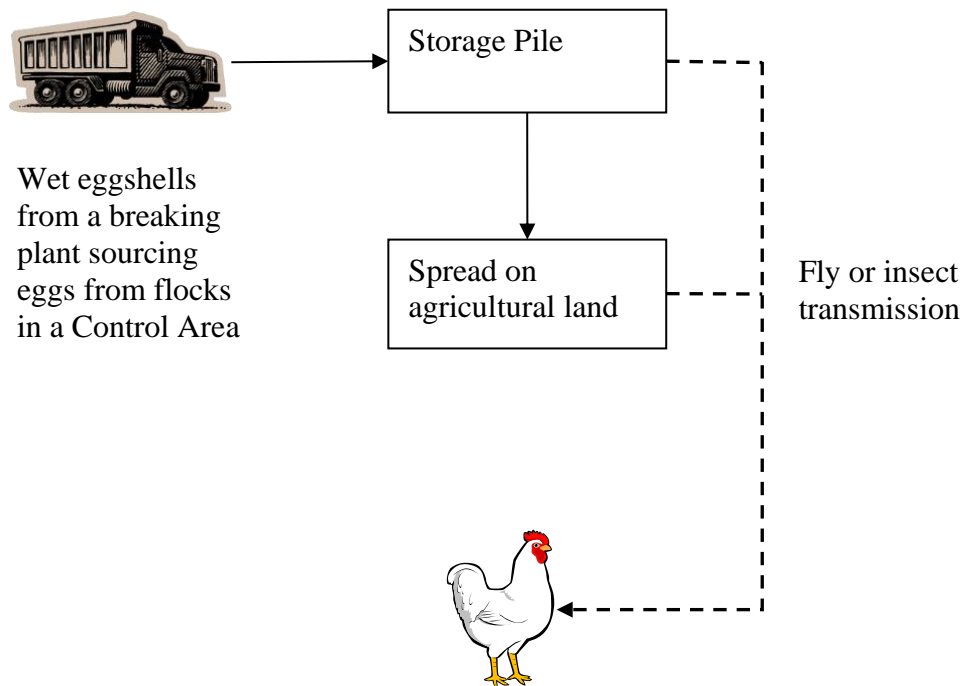 Storage Pile
Wet eggshells
from a breaking
plant sourcing
eggs from flocks
in a Control Area
Spread on
agricultural land
Fly or insect
transmission